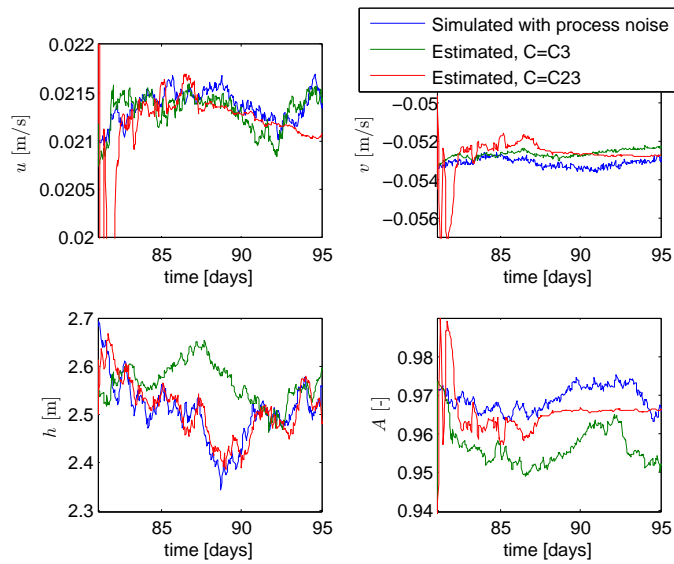 Simulated with process noise
Estimated, C=C3
Estimated, C=C23
0.022
0.0215
0.021
0.0205
0.02
u [m/s]
85 90 95
time [days]
−0.05
−0.052
−0.054
−0.056
v [m/s]
85 90 95
time [days]
2.7
2.6
2.5
2.4
2.3
h [m]
85 90 95
time [days]
0.98
0.97
0.96
0.95
0.94
A [-]
85 90 95
time [days]